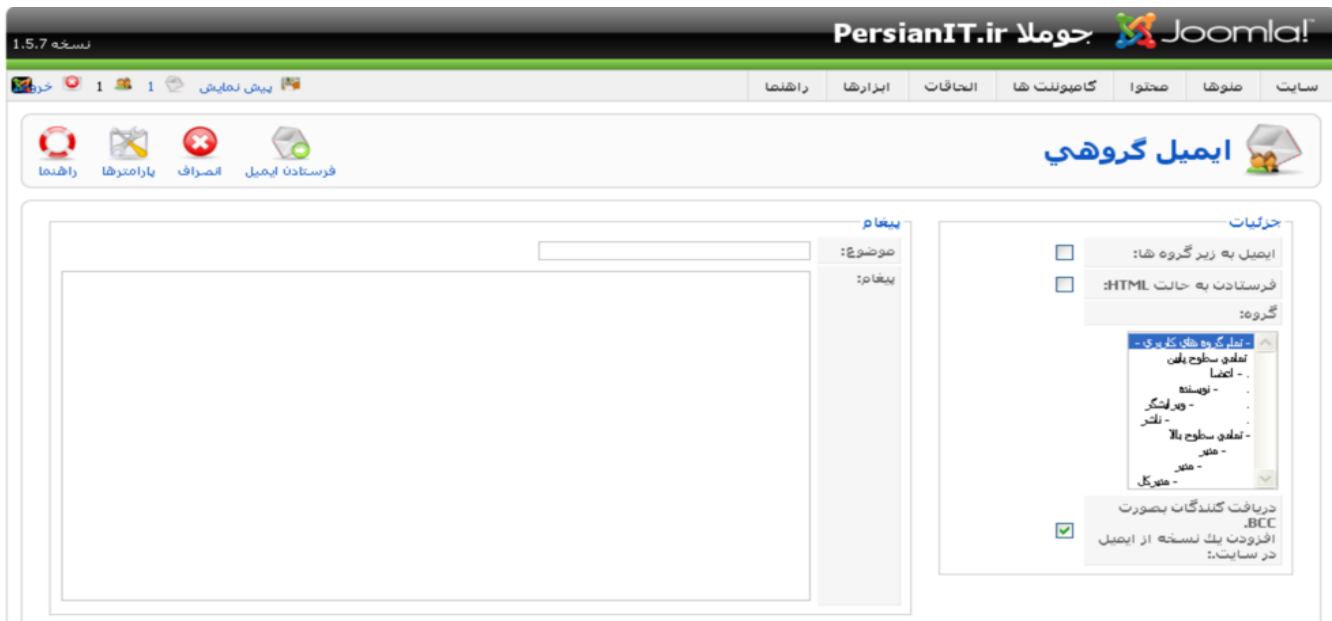 Joomla! جوملا PersianIT.ir
نسخه 1.5.7
سایت منوها محتوا کامپوننت ها الحاقات ابزارها راهنما
پیش نمایش 1 1 خروج
ایمیل گروهي
فرستادن ایمیل انصراف پارامترها راهنما
جزئیات
ایمیل به زیر گروه ها:
فرستادن به حالت HTML:
گروه:
- تمام گروه های کاربری -
تمامی سطوح پایین
. - اعضا
. - نویسنده
. - ویرایشگر
. - ناشر
- تمامی سطوح بالا
- مدیر
- مدیر
- مدیرکل
دریافت کنندگان بصورت
BCC.
افزودن یك نسخه از ایمیل
در سایت.:
پیغام
موضوع:
پیغام: